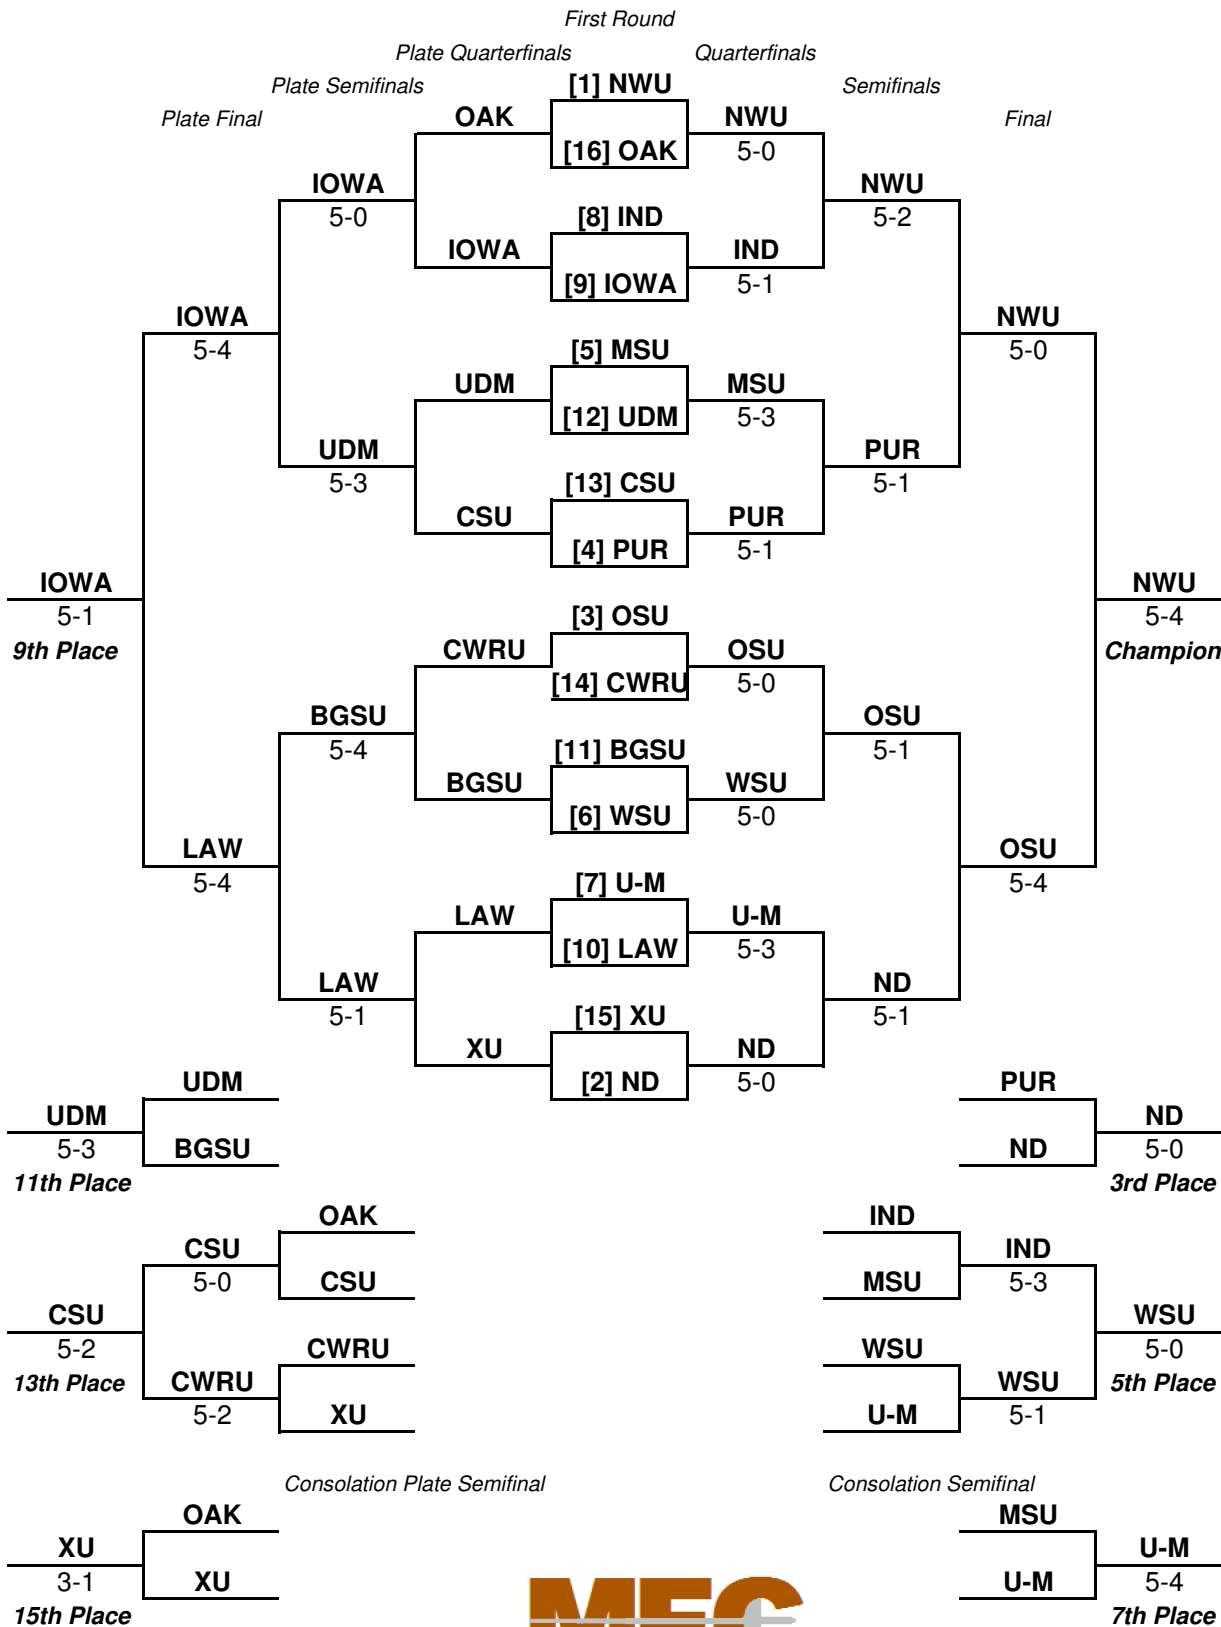 First Round
Plate Quarterfinals Quarterfinals
Plate Semifinals [1] NWU Semifinals
Plate Final OAK NWU Final
[16] OAK 5-0
IOWA NWU
5-0 [8] IND 5-2
IOWA IND
[9] IOWA 5-1
IOWA NWU
5-4 [5] MSU 5-0
UDM MSU
[12] UDM 5-3
UDM PUR
5-3 [13] CSU 5-1
CSU PUR
[4] PUR 5-1
IOWA NWU
5-1 [3] OSU 5-4
9th Place CWRU OSU Champion
[14] CWRU 5-0
BGSU OSU
5-4 [11] BGSU 5-1
BGSU WSU
[6] WSU 5-0
LAW OSU
5-4 [7] U-M 5-4
LAW U-M
[10] LAW 5-3
LAW ND
5-1 [15] XU 5-1
XU ND
UDM [2] ND 5-0 PUR
UDM ND
5-3 BGSU ND 5-0
11th Place 3rd Place
OAK IND
CSU IND
5-0 CSU MSU 5-3
CSU WSU
5-2 CWRU WSU 5-0
13th Place CWRU WSU 5th Place
5-2 XU U-M 5-1
Consolation Plate Semifinal Consolation Semifinal
OAK MSU
XU U-M
3-1 XU U-M 5-4
15th Place 7th Place
MEC